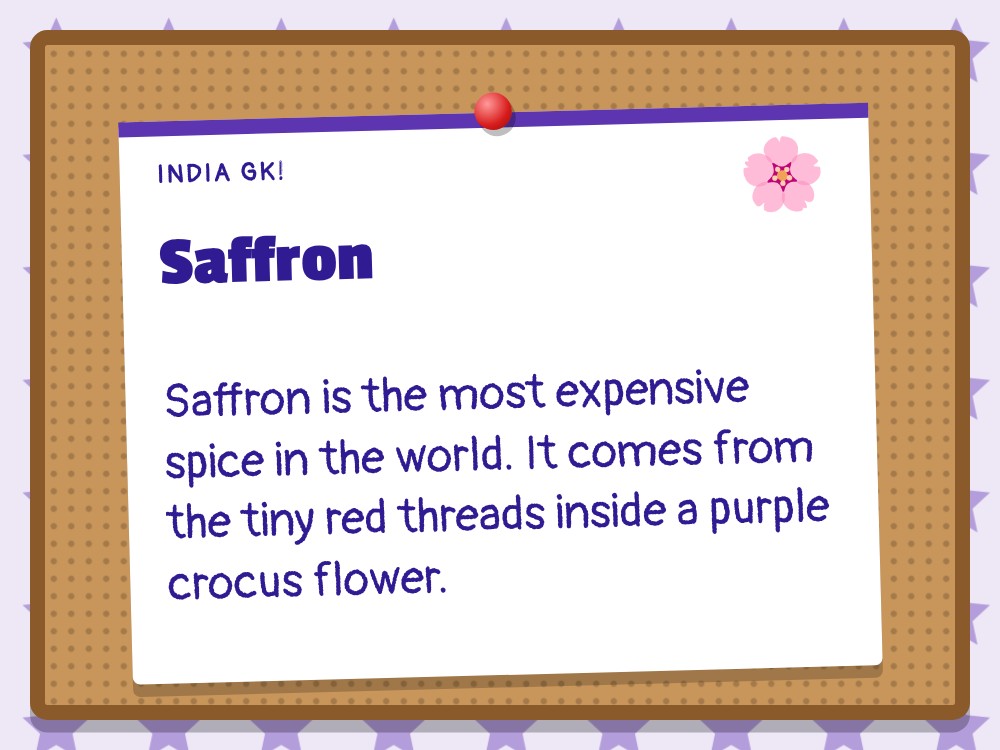 INDIA GK!
Saffron
Saffron is the most expensive
spice in the world. It comes from
the tiny red threads inside a purple
crocus flower.